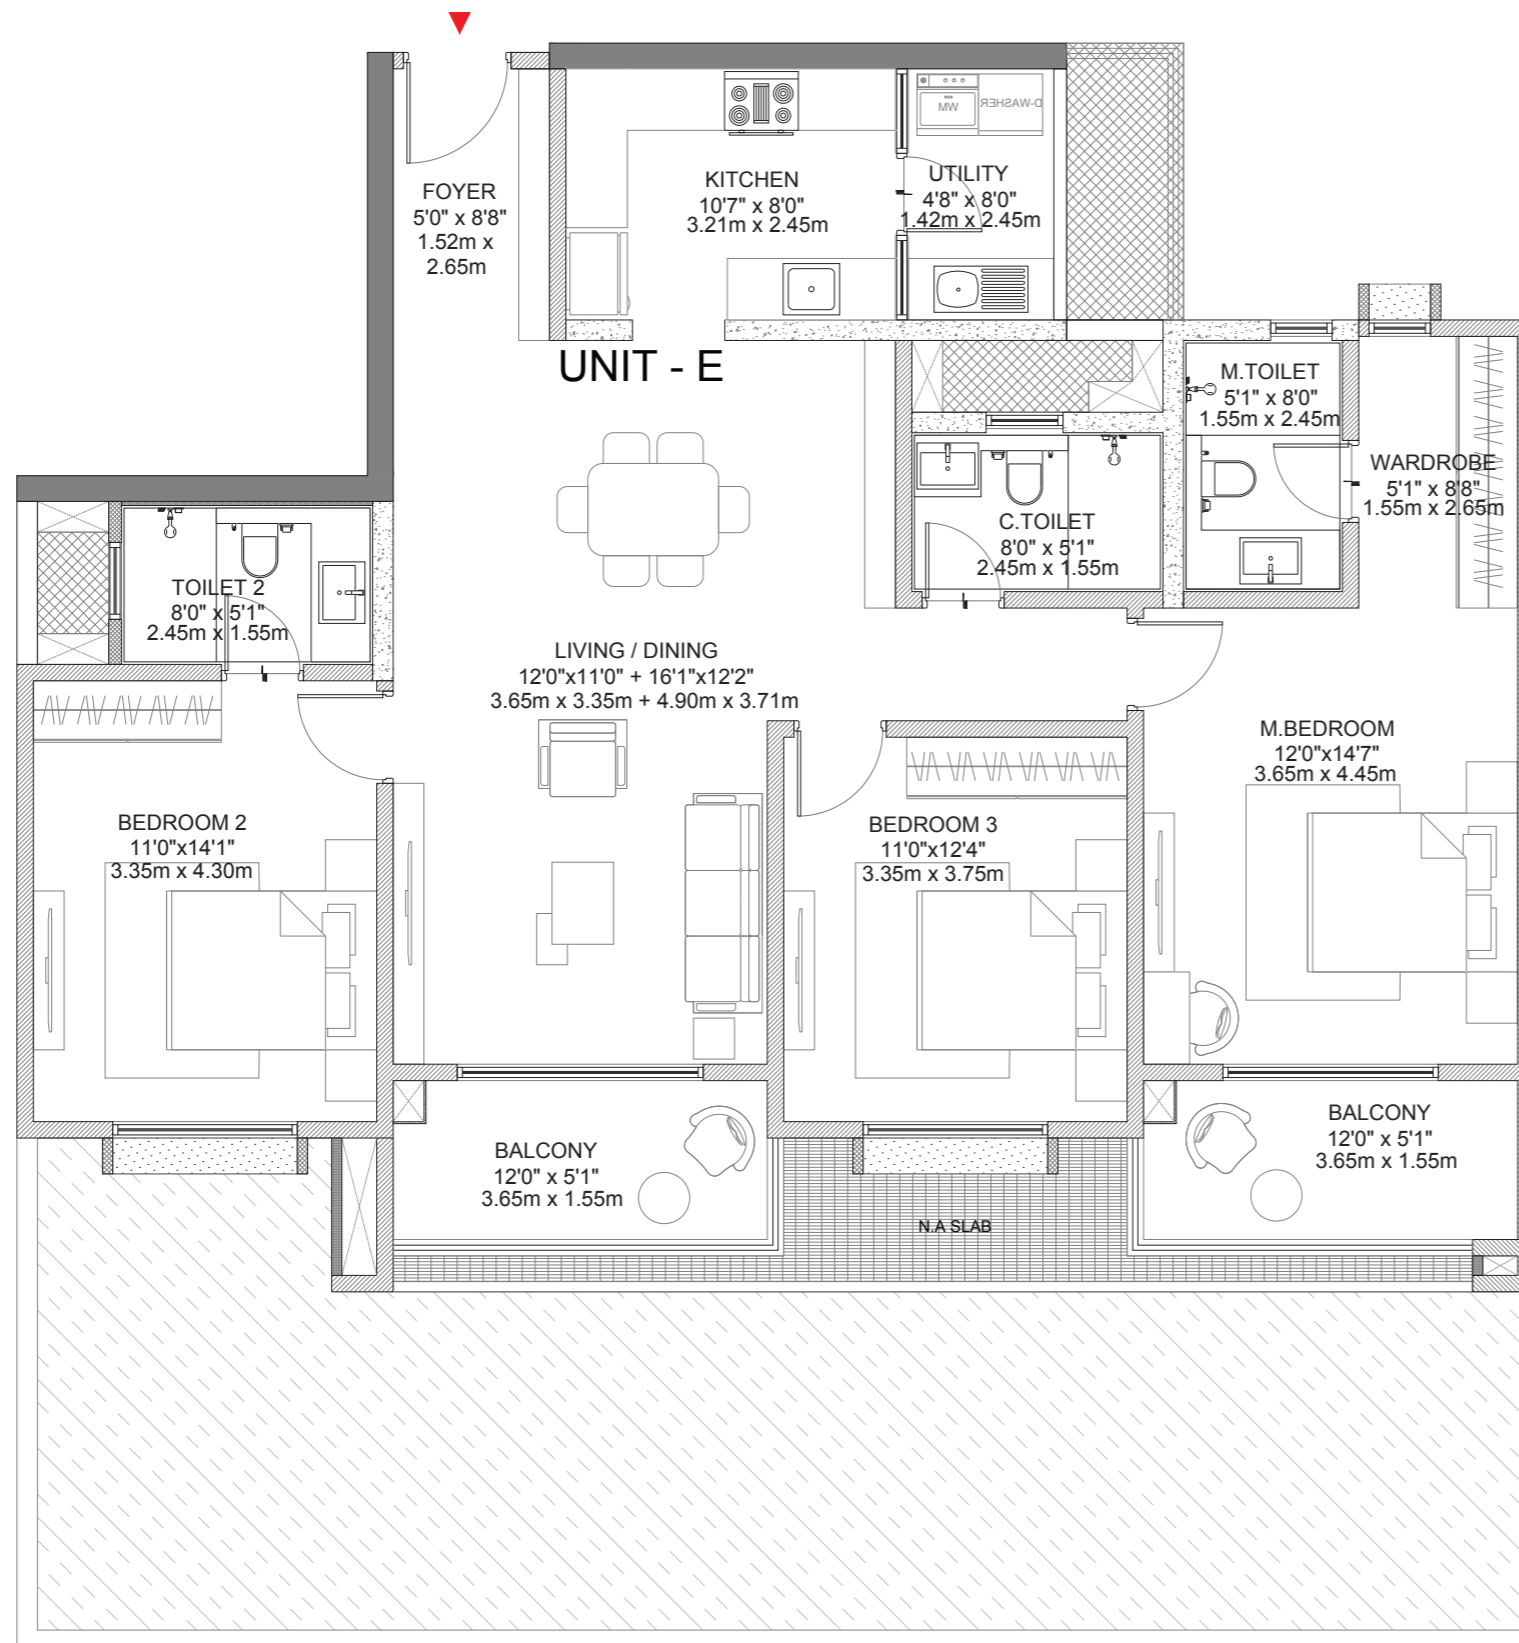 FOYER
5'0" x 8'8"
1.52m x
2.65m
KITCHEN
10'7" x 8'0"
3.21m x 2.45m
WM
D-WASHER
UTILITY
4'8" x 8'0"
1.42m x 2.45m
UNIT - E
M.TOILET
5'1" x 8'0"
1.55m x 2.45m
WARDROBE
5'1" x 8'8"
1.55m x 2.65m
C.TOILET
8'0" x 5'1"
2.45m x 1.55m
TOILET 2
8'0" x 5'1"
2.45m x 1.55m
LIVING / DINING
12'0"x11'0" + 16'1"x12'2"
3.65m x 3.35m + 4.90m x 3.71m
M.BEDROOM
12'0"x14'7"
3.65m x 4.45m
BEDROOM 2
11'0"x14'1"
3.35m x 4.30m
BEDROOM 3
11'0"x12'4"
3.35m x 3.75m
BALCONY
12'0" x 5'1"
3.65m x 1.55m
BALCONY
12'0" x 5'1"
3.65m x 1.55m
N.A SLAB